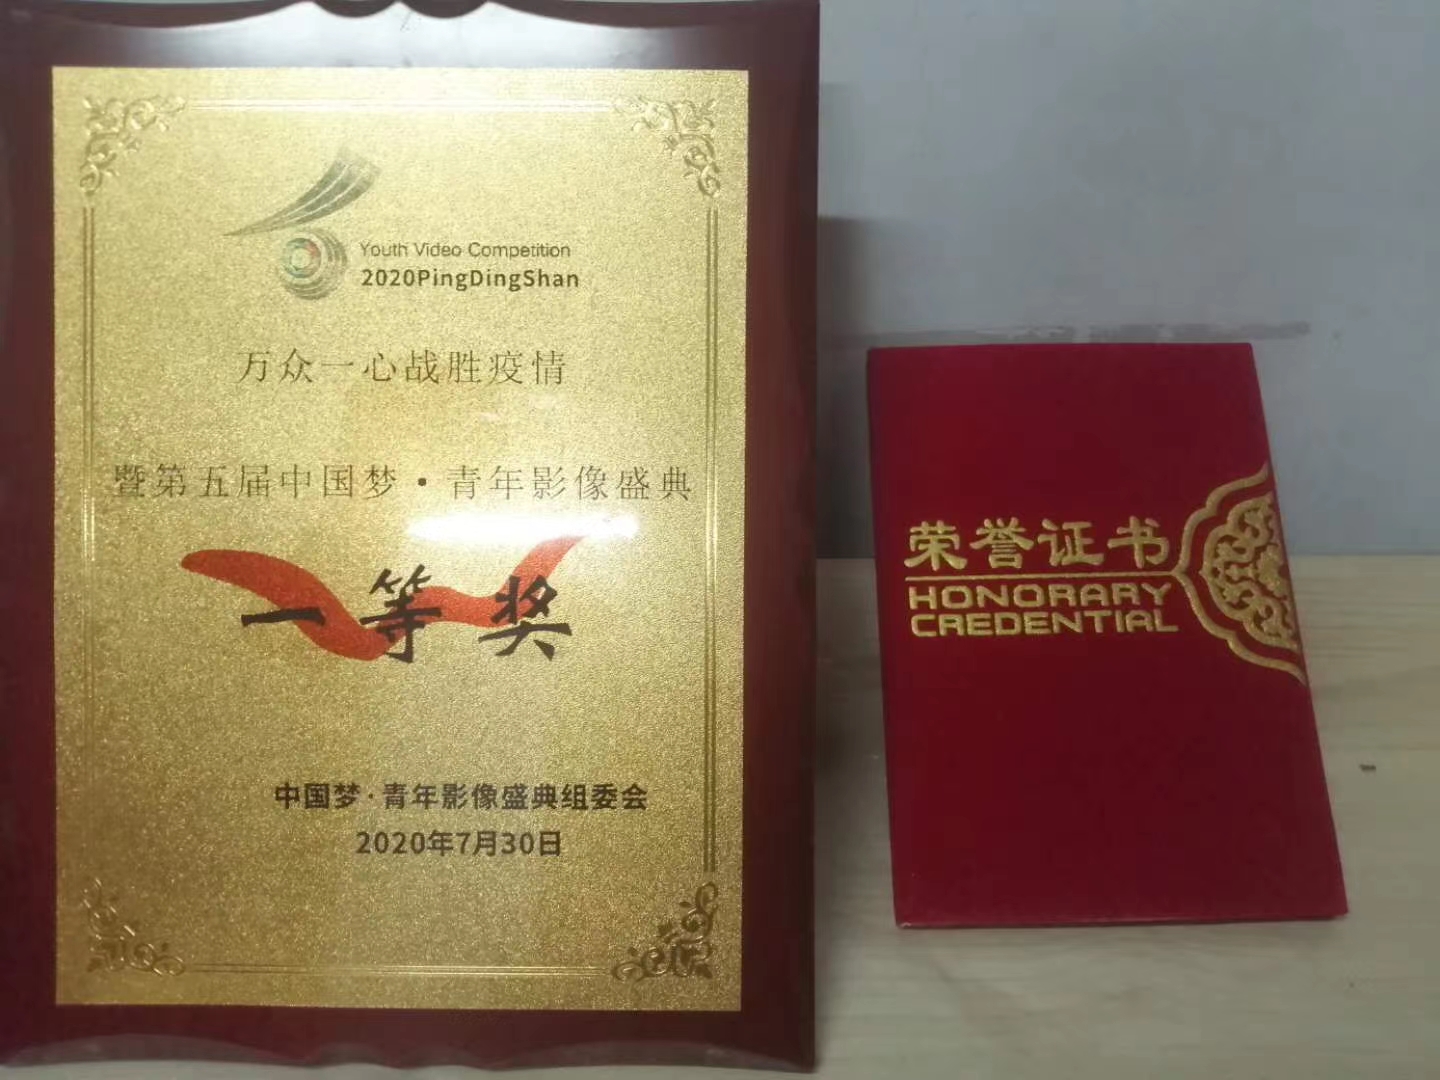 Youth Video Competition
2020PingDingShan
万众一心战胜疫情
暨第五届中国梦·青年影像盛典
一等奖
中国梦·青年影像盛典组委会
2020年7月30日
荣誉证书
HONORARY
CREDENTIAL